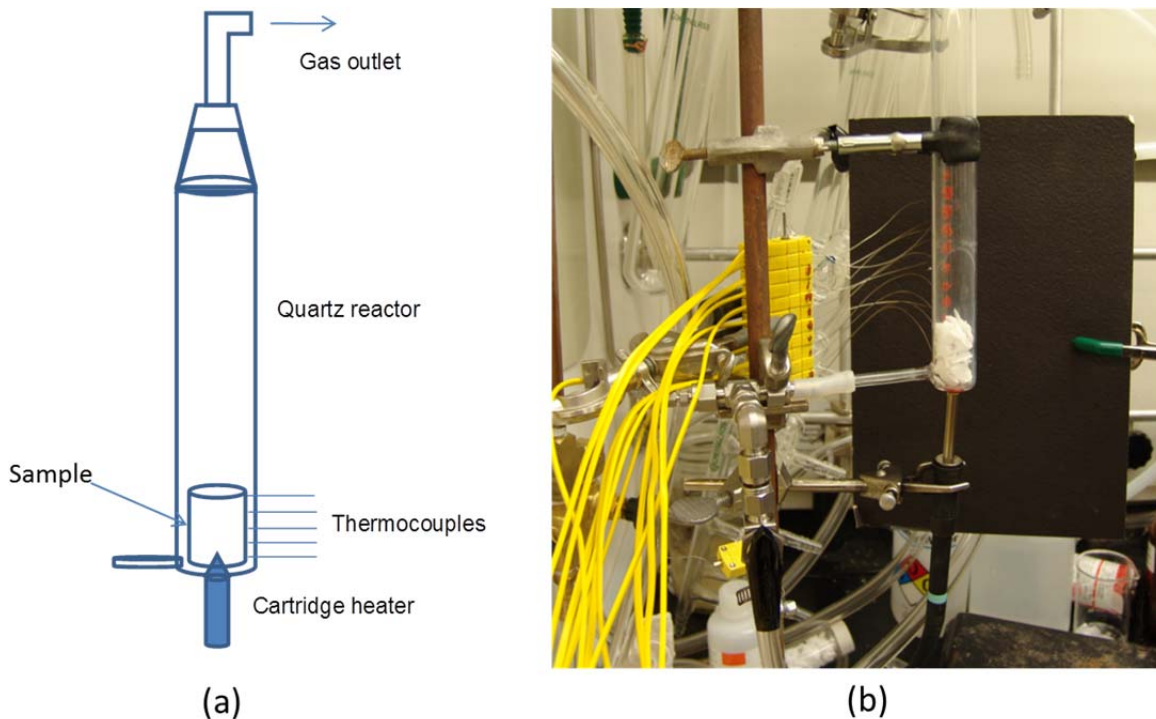 Gas outlet
Quartz reactor
Sample
Thermocouples
Cartridge heater
(a)
(b)